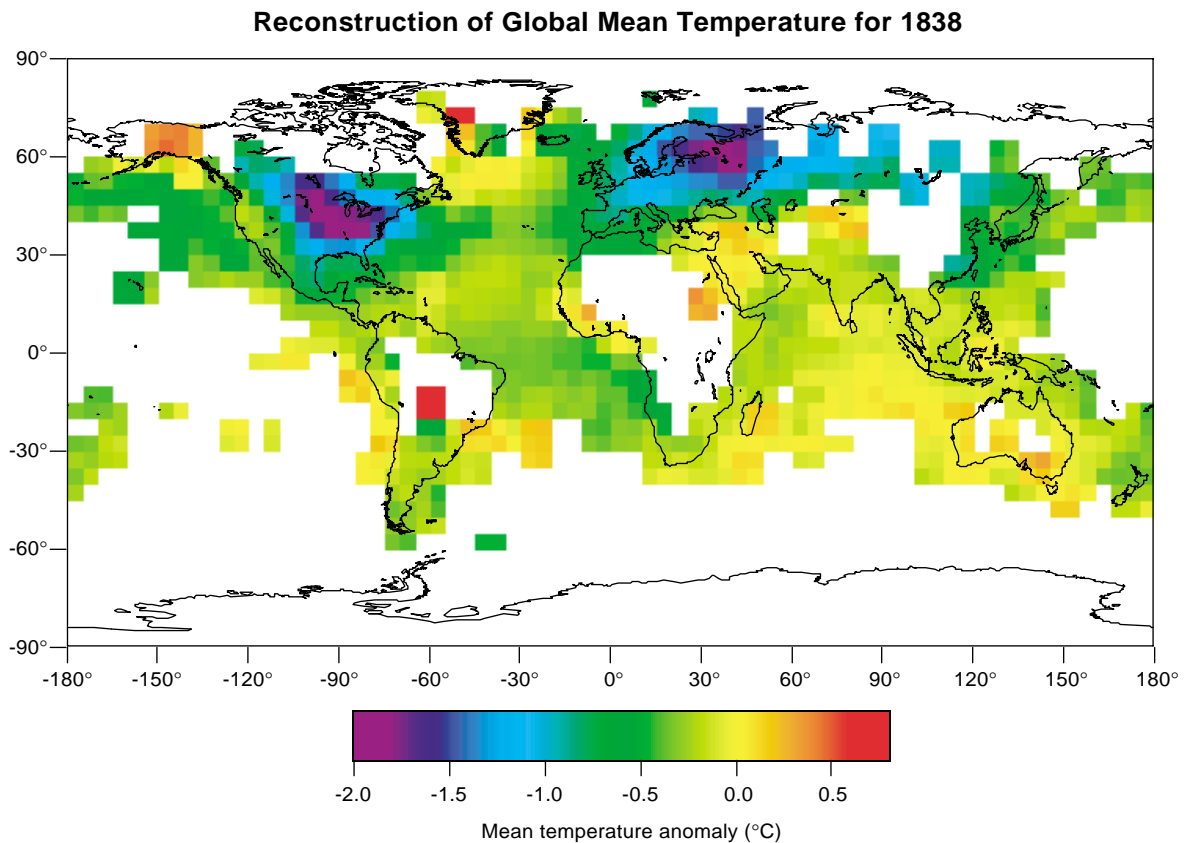 Reconstruction of Global Mean Temperature for 1838
90°
60°
30°
0°
-30°
-60°
-90°
-180° -150° -120° -90° -60° -30° 0° 30° 60° 90° 120° 150° 180°
-2.0 -1.5 -1.0 -0.5 0.0 0.5
Mean temperature anomaly (°C)